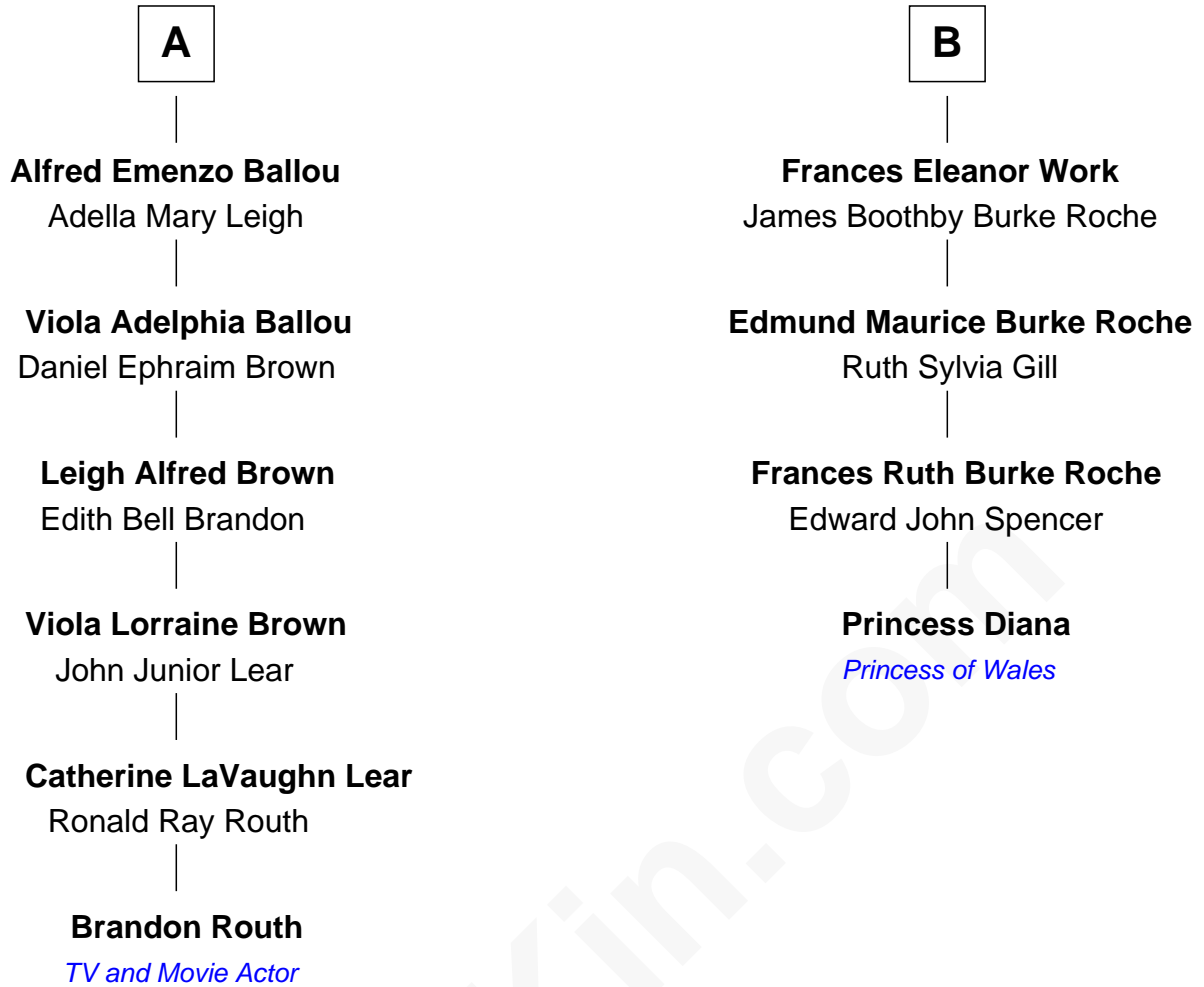 A
Alfred Emenzo Ballou
Adella Mary Leigh
Viola Adelphia Ballou
Daniel Ephraim Brown
Leigh Alfred Brown
Edith Bell Brandon
Viola Lorraine Brown
John Junior Lear
Catherine LaVaughn Lear
Ronald Ray Routh
Brandon Routh
TV and Movie Actor
B
Frances Eleanor Work
James Boothby Burke Roche
Edmund Maurice Burke Roche
Ruth Sylvia Gill
Frances Ruth Burke Roche
Edward John Spencer
Princess Diana
Princess of Wales
Kin.com